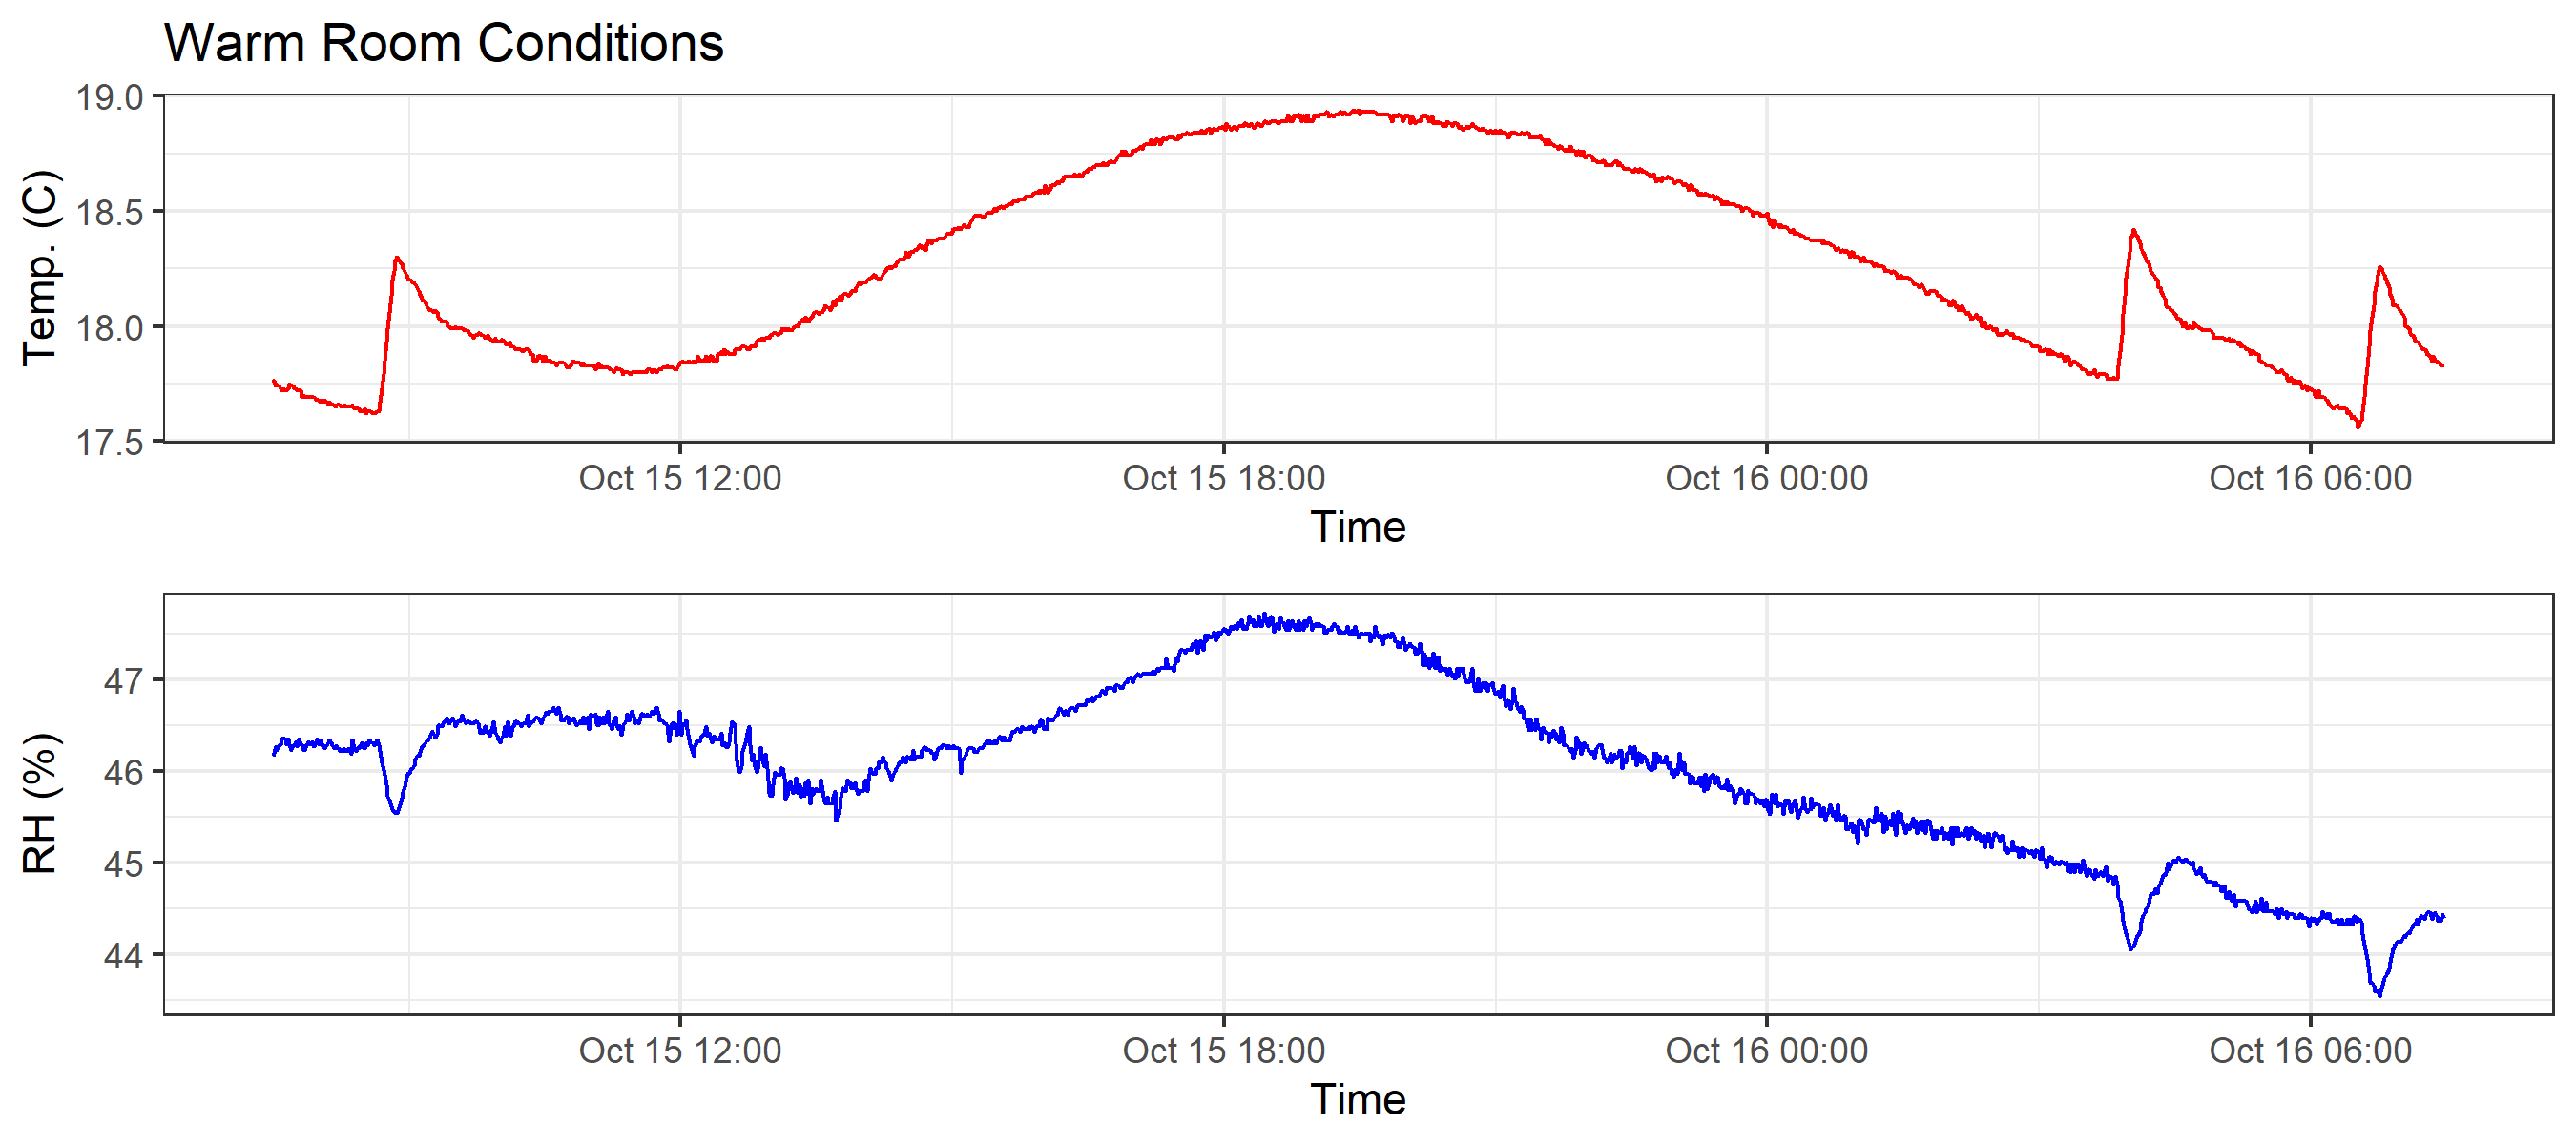 Warm Room Conditions
19.0
18.5
18.0
17.5
Temp. (C)
Oct 15 12:00 Oct 15 18:00 Oct 16 00:00 Oct 16 06:00
Time
47
46
45
44
RH (%)
Oct 15 12:00 Oct 15 18:00 Oct 16 00:00 Oct 16 06:00
Time